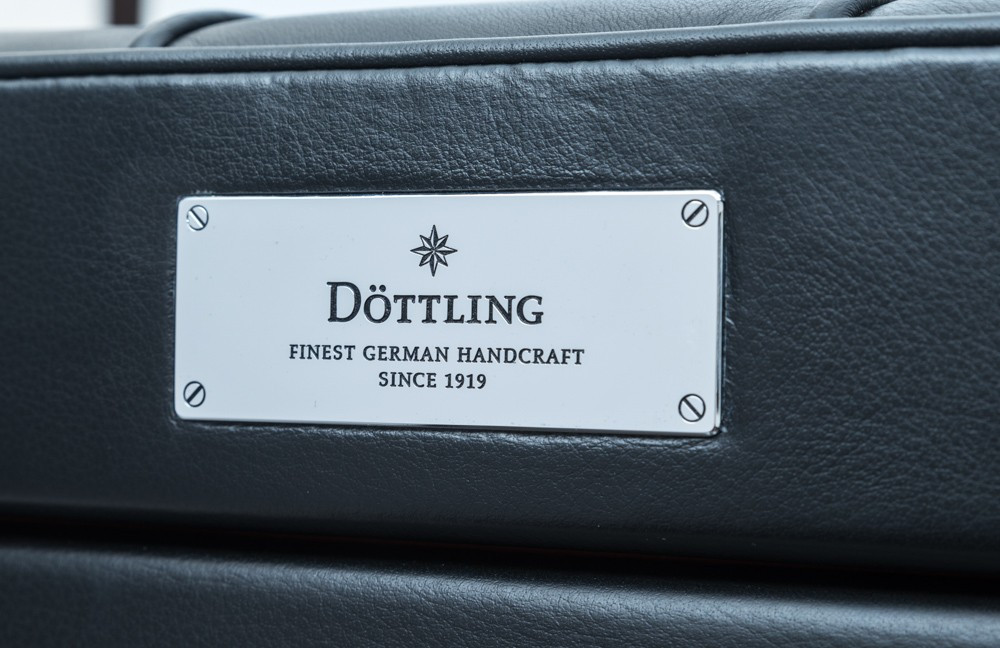 DÖTTLING
FINEST GERMAN HANDCRAFT
SINCE 1919